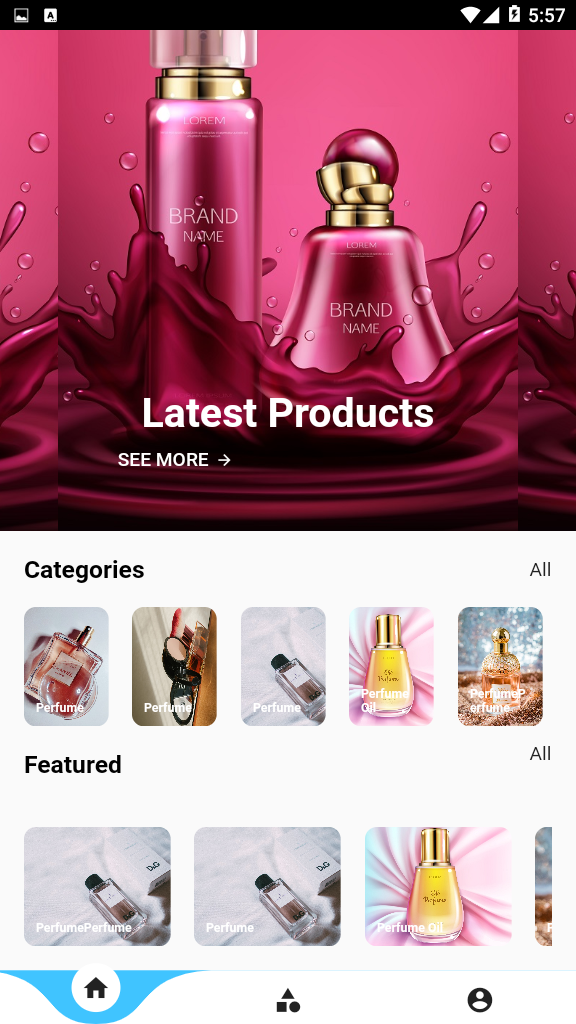 5:57
LOREM
BRAND
NAME
LOREM
BRAND
NAME
Latest Products
SEE MORE →
Categories
All
Perfume
Perfume
Perfume
Perfume
Oil
PerfumeP
erfume
Featured
All
PerfumePerfume
Perfume
Perfume Oil
D&G
D&G